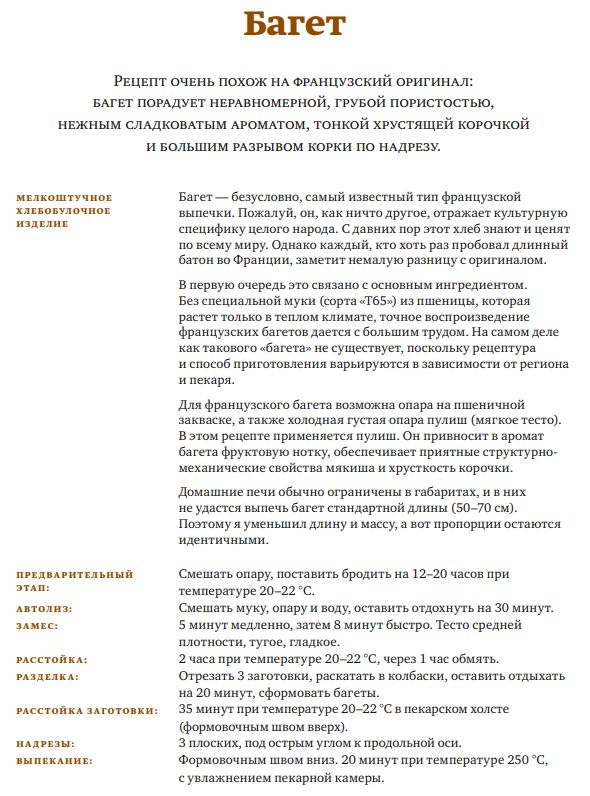 Багет
Рецепт очень похож на французский оригинал:
багет порадует неравномерной, грубой пористостью,
нежным сладковатым ароматом, тонкой хрустящей корочкой
и большим разрывом корки по надрезу.
мелкоштучное
хлебобулочное
изделие
Багет — безусловно, самый известный тип французской
выпечки. Пожалуй, он, как ничто другое, отражает культурную
специфику целого народа. С давних пор этот хлеб знают и ценят
по всему миру. Однако каждый, кто хоть раз пробовал длинный
батон во Франции, заметит немалую разницу с оригиналом.
В первую очередь это связано с основным ингредиентом.
Без специальной муки (сорта «Т65») из пшеницы, которая
растет только в теплом климате, точное воспроизведение
французских багетов дается с большим трудом. На самом деле
как такового «багета» не существует, поскольку рецептура
и способ приготовления варьируются в зависимости от региона
и пекаря.
Для французского багета возможна опара на пшеничной
закваске, а также холодная густая опара пулиш (мягкое тесто).
В этом рецепте применяется пулиш. Он привносит в аромат
багета фруктовую нотку, обеспечивает приятные структурно-
механические свойства мякиша и хрусткость корочки.
Домашние печи обычно ограничены в габаритах, и в них
не удастся выпечь багет стандартной длины (50–70 см).
Поэтому я уменьшил длину и массу, а вот пропорции остаются
идентичными.
предварительный
этап:
Смешать опару, поставить бродить на 12–20 часов при
температуре 20–22 °C.
автолиз: Смешать муку, опару и воду, оставить отдохнуть на 30 минут.
замес: 5 минут медленно, затем 8 минут быстро. Тесто средней
плотности, тугое, гладкое.
расстойка: 2 часа при температуре 20–22 °C, через 1 час обмять.
разделка: Отрезать 3 заготовки, раскатать в колбаски, оставить отдыхать
на 20 минут, сформовать багеты.
расстойка заготовки: 35 минут при температуре 20–22 °C в пекарском холсте
(формовочным швом вверх).
надрезы: 3 плоских, под острым углом к продольной оси.
выпекание: Формовочным швом вниз. 20 минут при температуре 250 °C,
с увлажнением пекарной камеры.